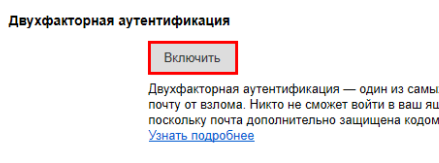 Двухфакторная аутентификация
Включить
Двухфакторная аутентификация — один из самы
почту от взлома. Никто не сможет войти в ваш ящ
поскольку почта дополнительно защищена кодом
Узнать подробнее